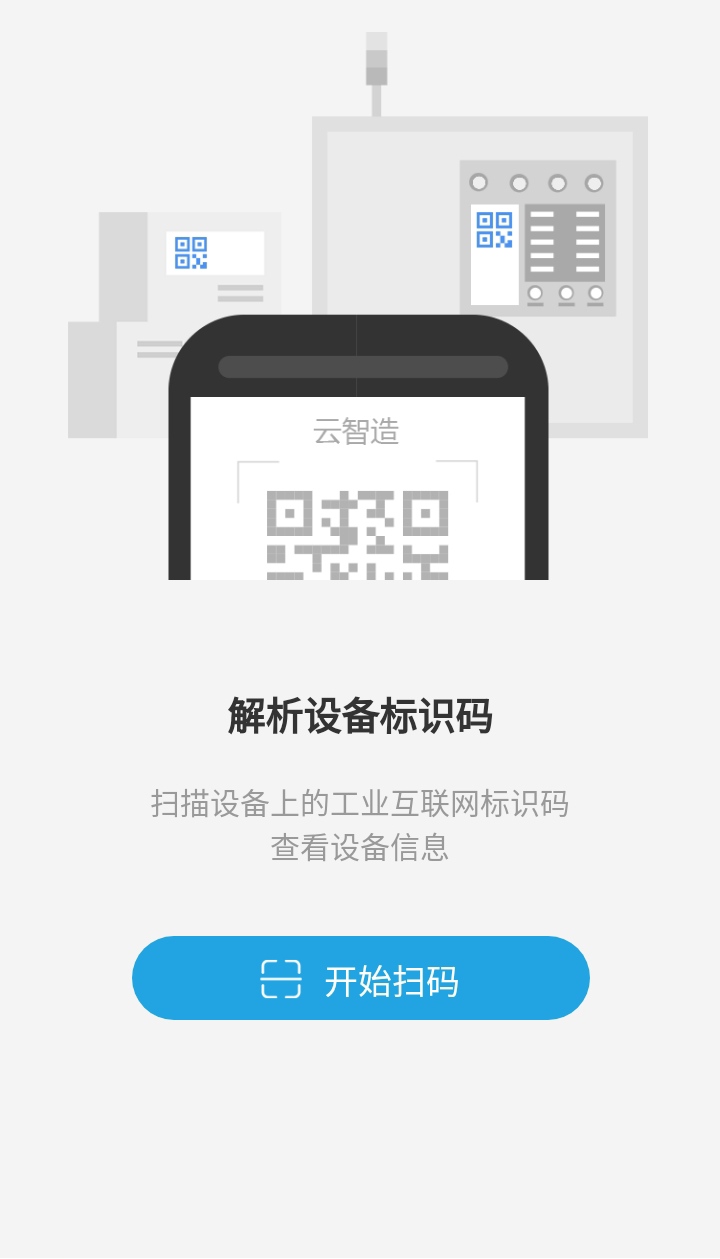 云智造
解析设备标识码
扫描设备上的工业互联网标识码
查看设备信息
开始扫码